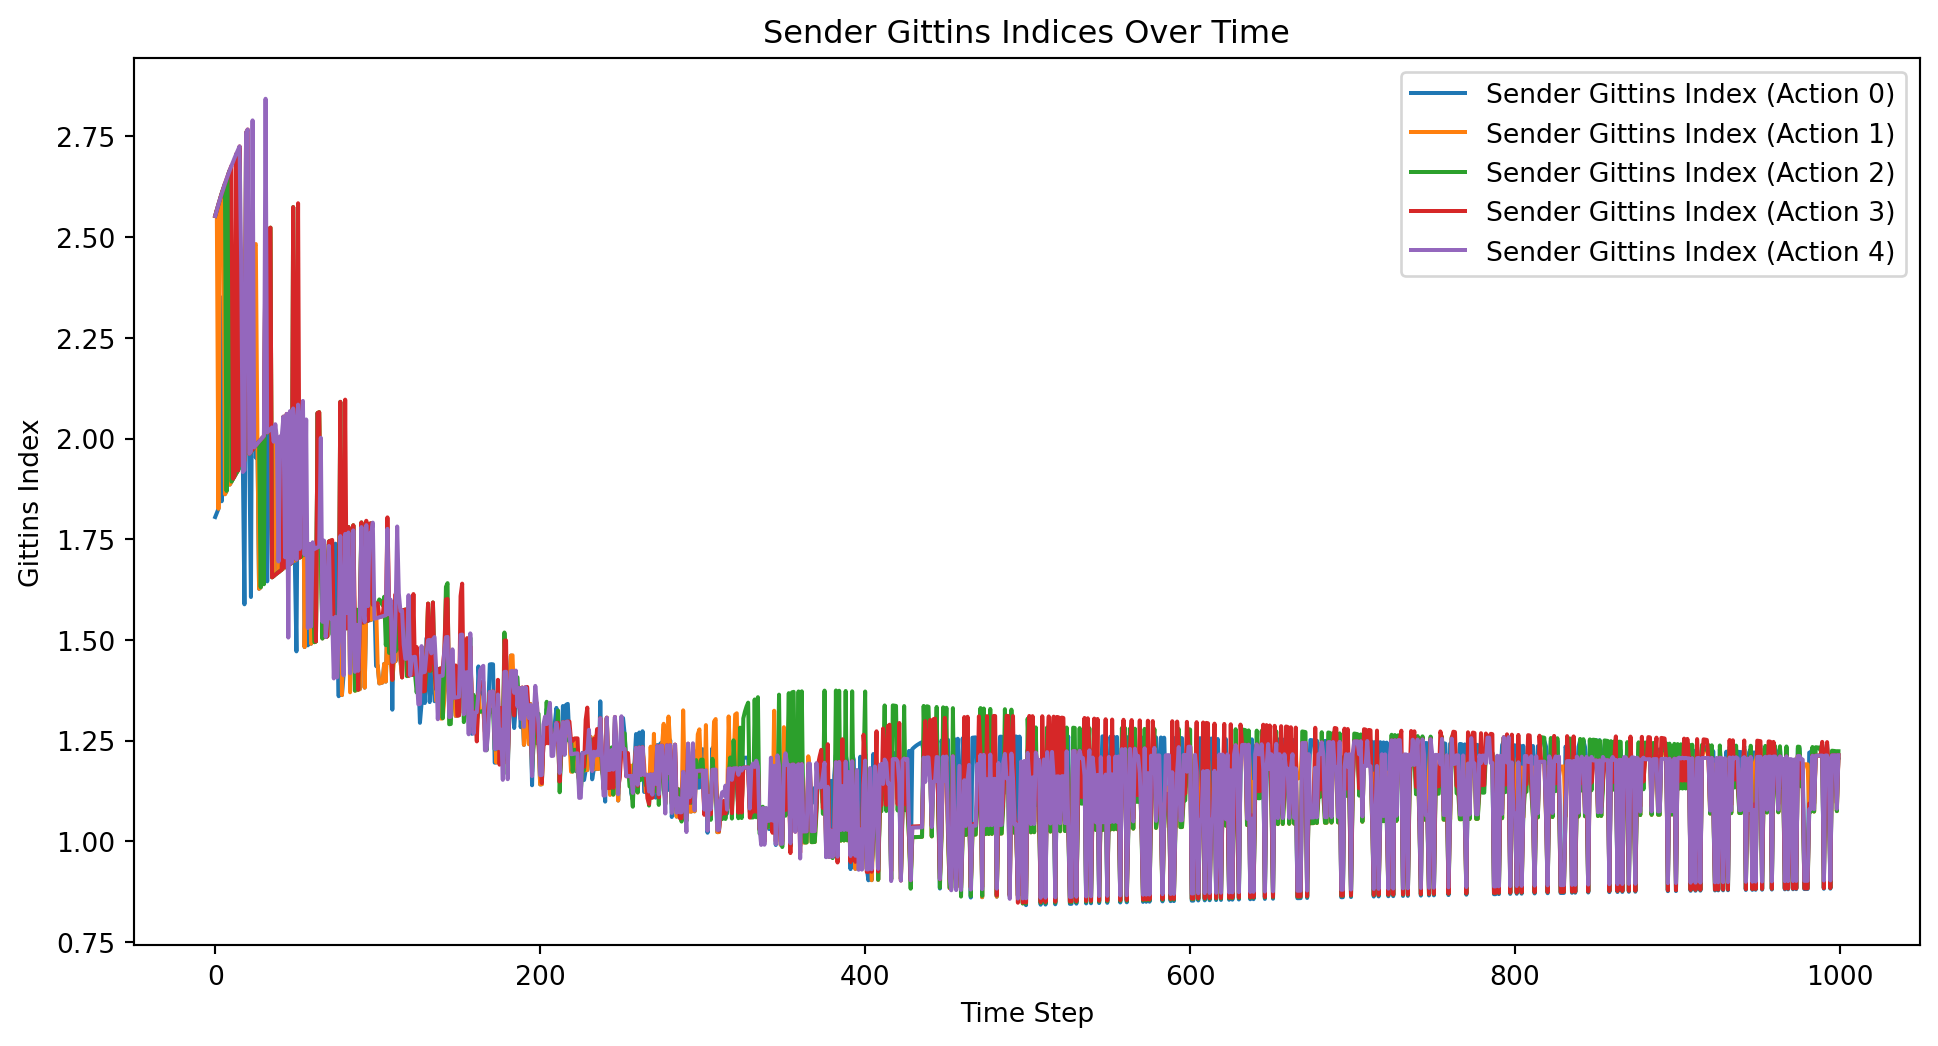 Sender Gittins Indices Over Time
Sender Gittins Index (Action 0)
Sender Gittins Index (Action 1)
Sender Gittins Index (Action 2)
Sender Gittins Index (Action 3)
Sender Gittins Index (Action 4)
Gittins Index
2.75
2.50
2.25
2.00
1.75
1.50
1.25
1.00
0.75
0
200
400
600
800
1000
Time Step